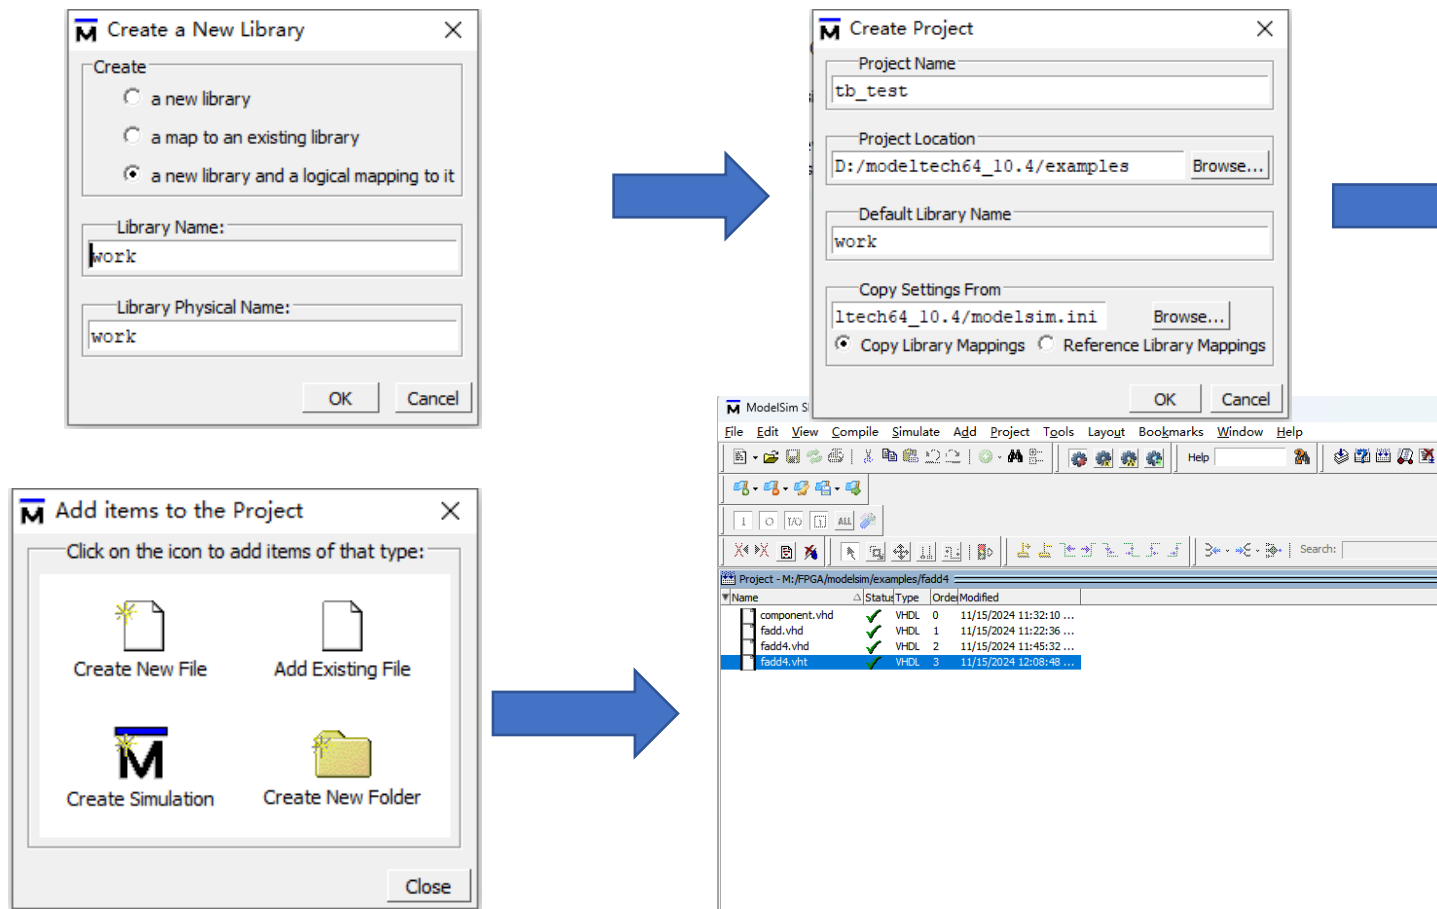 Create a New Library
Create
a new library
a map to an existing library
a new library and a logical mapping to it
Library Name:
work
Library Physical Name:
work
OK Cancel
Create Project
Project Name
tb_test
Project Location
D:/modeltech64_10.4/examples Browse...
Default Library Name
work
Copy Settings From
ltech64_10.4/modelsim.ini Browse...
Copy Library Mappings Reference Library Mappings
OK Cancel
Add items to the Project
Click on the icon to add items of that type:
Create New File Add Existing File
Create Simulation Create New Folder
Close
ModelSim S
File Edit View Compile Simulate Add Project Tools Layout Bookmarks Window Help
Help
ALL
Search:
Project - M:/FPGA/modelsim/examples/fadd4
Name Status Type Order Modified
component.vhd VHDL 0 11/15/2024 11:32:10 ...
fadd.vhd VHDL 1 11/15/2024 11:22:36 ...
fadd4.vhd VHDL 2 11/15/2024 11:45:32 ...
fadd4.vht VHDL 3 11/15/2024 12:08:48 ...